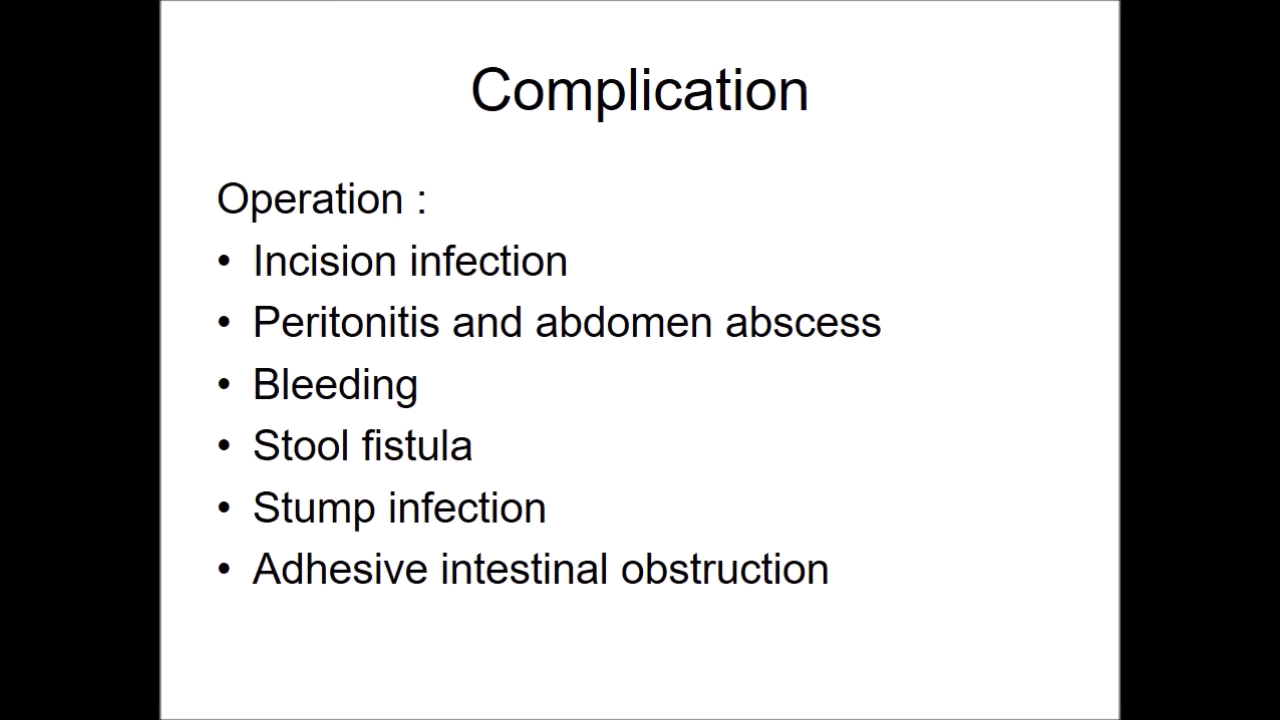 Complication
Operation :
• Incision infection
• Peritonitis and abdomen abscess
• Bleeding
• Stool fistula
• Stump infection
• Adhesive intestinal obstruction